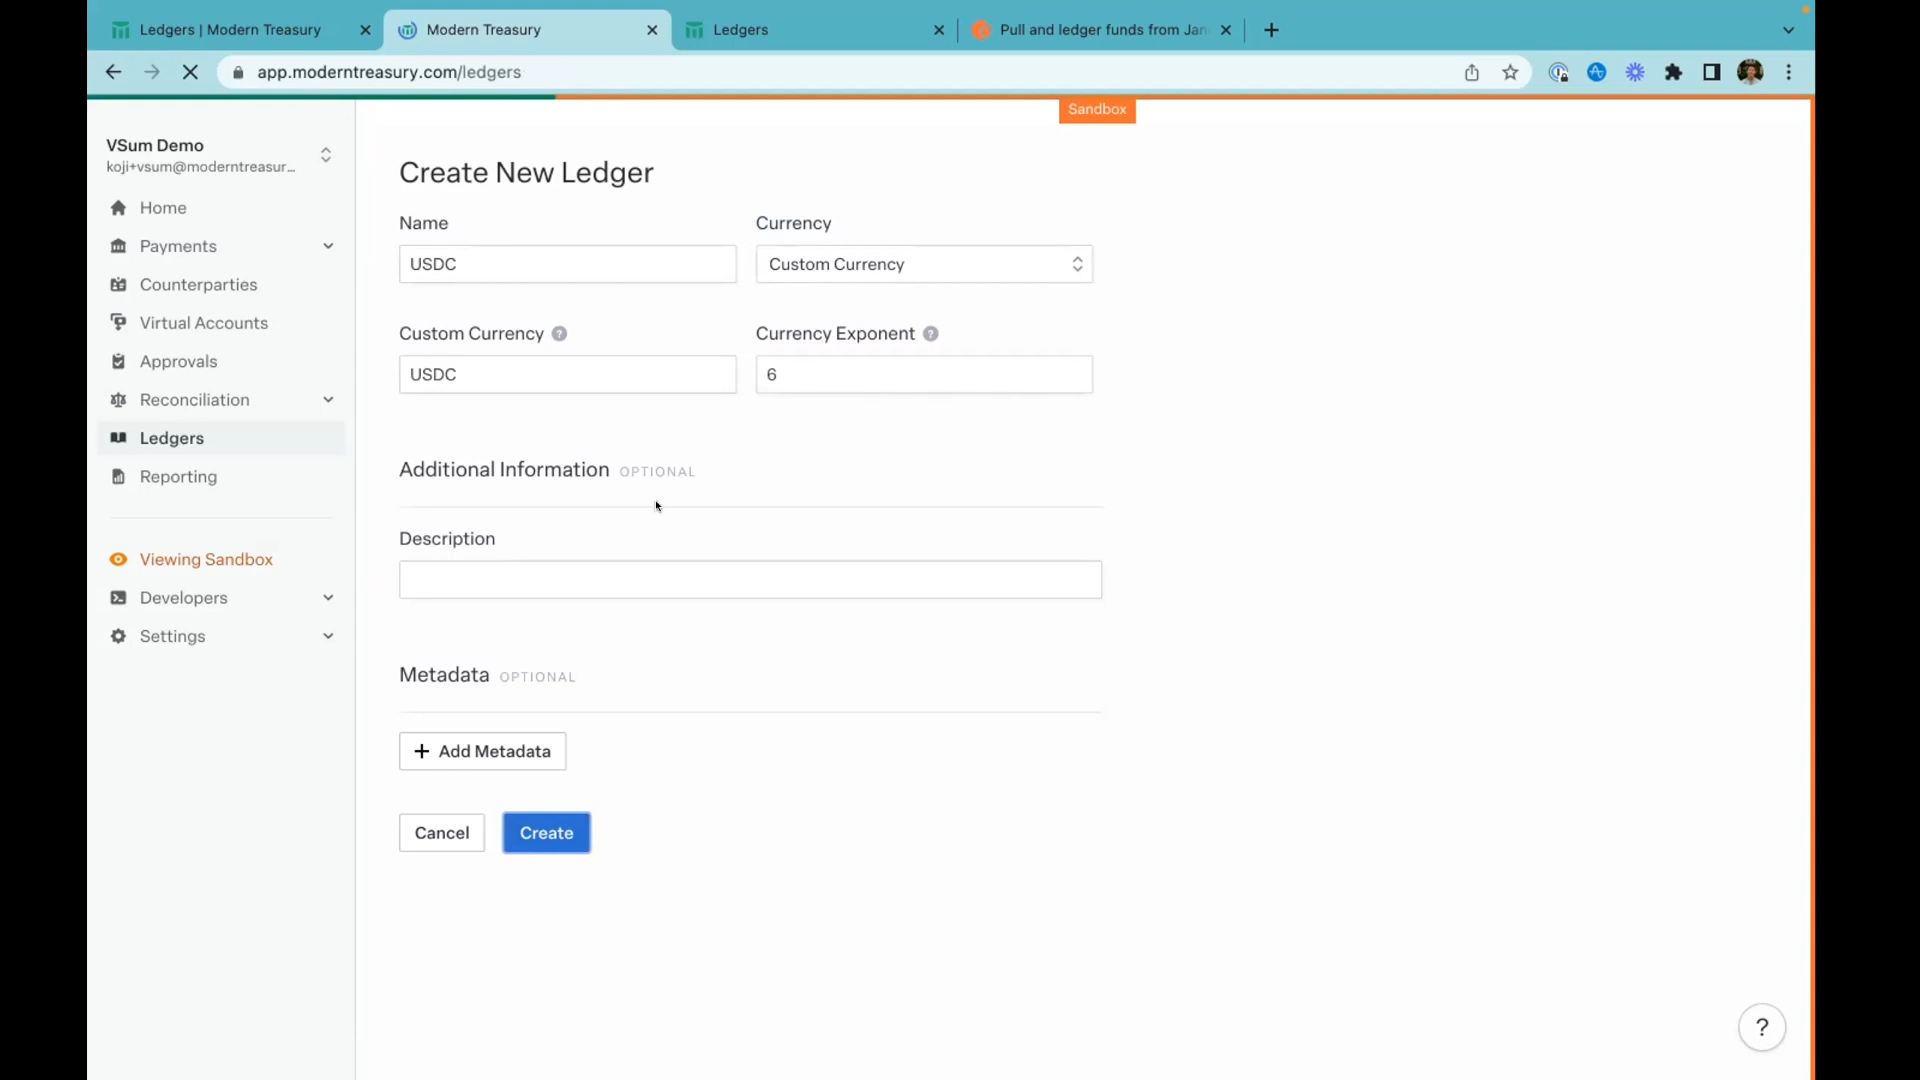 Ledgers | Modern Treasury
Modern Treasury
Ledgers
Pull and ledger funds from Jan
app.moderntreasury.com/ledgers
Sandbox
VSum Demo
koji+vsum@moderntreasur...
Home
Payments
Counterparties
Virtual Accounts
Approvals
Reconciliation
Ledgers
Reporting
Viewing Sandbox
Developers
Settings
Create New Ledger
Name
Currency
USDC
Custom Currency
Custom Currency ?
Currency Exponent ?
USDC
6
Additional Information OPTIONAL
Description
Metadata OPTIONAL
+ Add Metadata
Cancel
Create
?